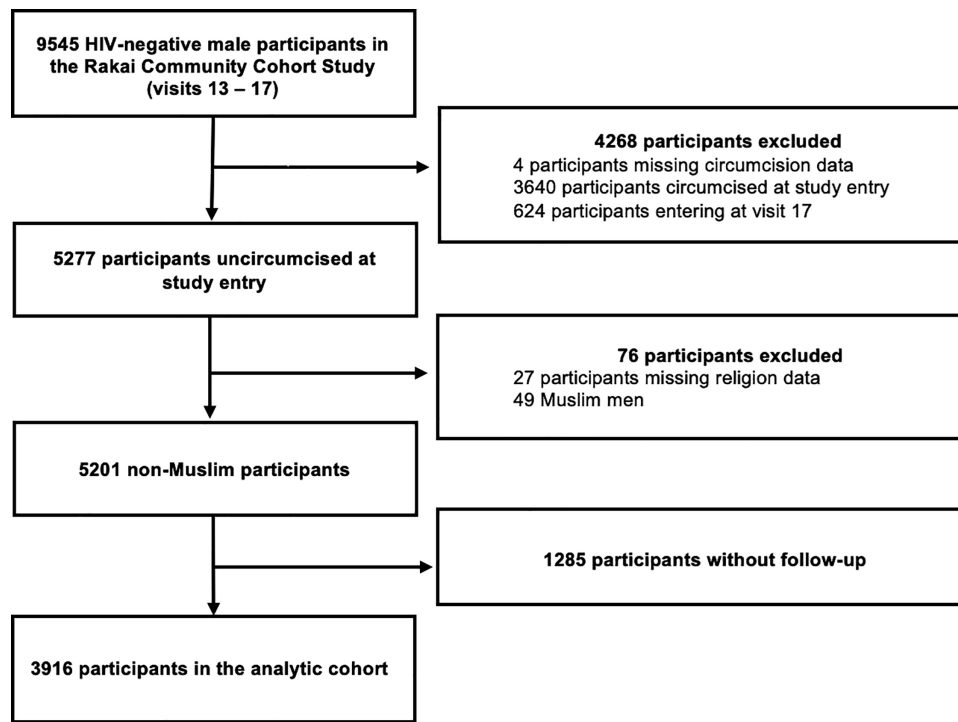 9545 HIV-negative male participants in
the Rakai Community Cohort Study
(visits 13 – 17)
4268 participants excluded
4 participants missing circumcision data
3640 participants circumcised at study entry
624 participants entering at visit 17
5277 participants uncircumcised at
study entry
76 participants excluded
27 participants missing religion data
49 Muslim men
5201 non-Muslim participants
1285 participants without follow-up
3916 participants in the analytic cohort